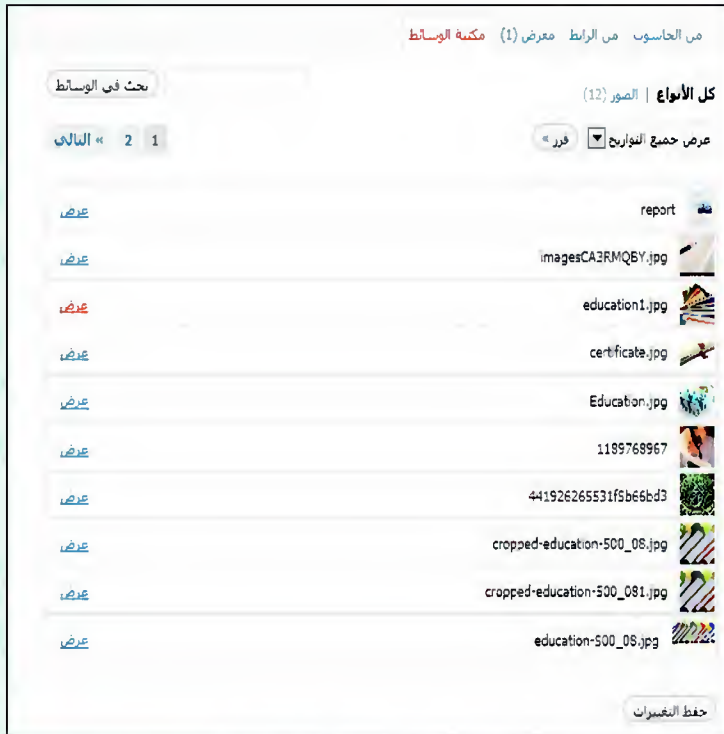 من الحاسوب من الرابط معرض (1) مكتبة الوسائط
بحث في الوسائط
كل الأنواع | الصور (12)
عرض جميع التواريخ فرز »
1 2 التالي »
report عرض
imagesCA3RMQBY.jpg عرض
education1.jpg عرض
certificate.jpg عرض
Education.jpg عرض
1189768967 عرض
441926265531f5b66bd3 عرض
cropped-education-500_08.jpg عرض
cropped-education-500_081.jpg عرض
education-500_08.jpg عرض
حفظ التغييرات